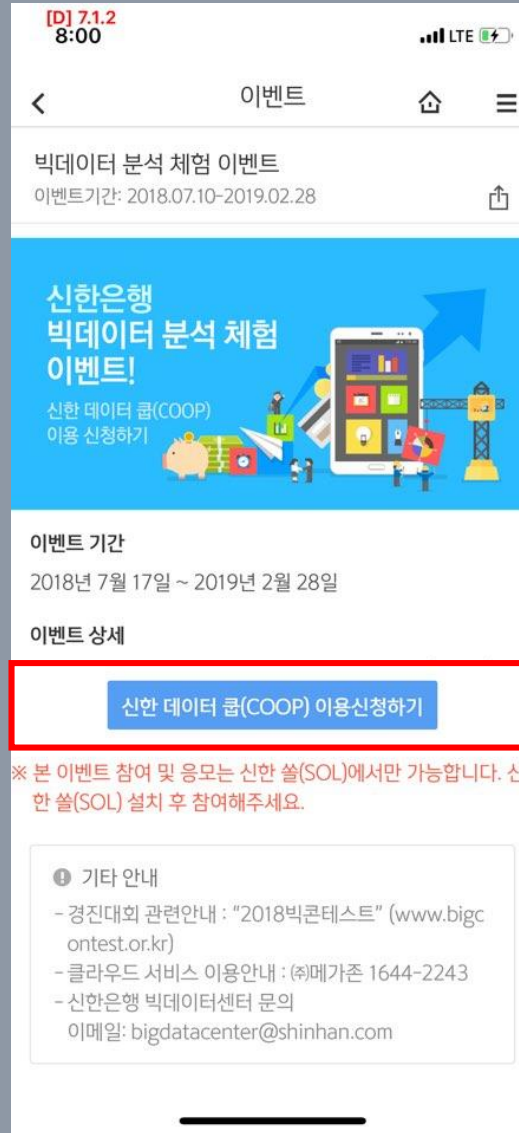 [D] 7.1.2
8:00
LTE
이벤트
빅데이터 분석 체험 이벤트
이벤트기간: 2018.07.10-2019.02.28
신한은행
빅데이터 분석 체험
이벤트!
신한 데이터 쿱(COOP)
이용 신청하기
이벤트 기간
2018년 7월 17일 ~ 2019년 2월 28일
이벤트 상세
신한 데이터 쿱(COOP) 이용신청하기
※ 본 이벤트 참여 및 응모는 신한 쏠(SOL)에서만 가능합니다. 신
한 쏠(SOL) 설치 후 참여해주세요.
기타 안내
- 경진대회 관련안내 : “2018빅콘테스트” (www.bigc
ontest.or.kr)
- 클라우드 서비스 이용안내 : ㈜메가존 1644-2243
- 신한은행 빅데이터센터 문의
이메일: bigdatacenter@shinhan.com